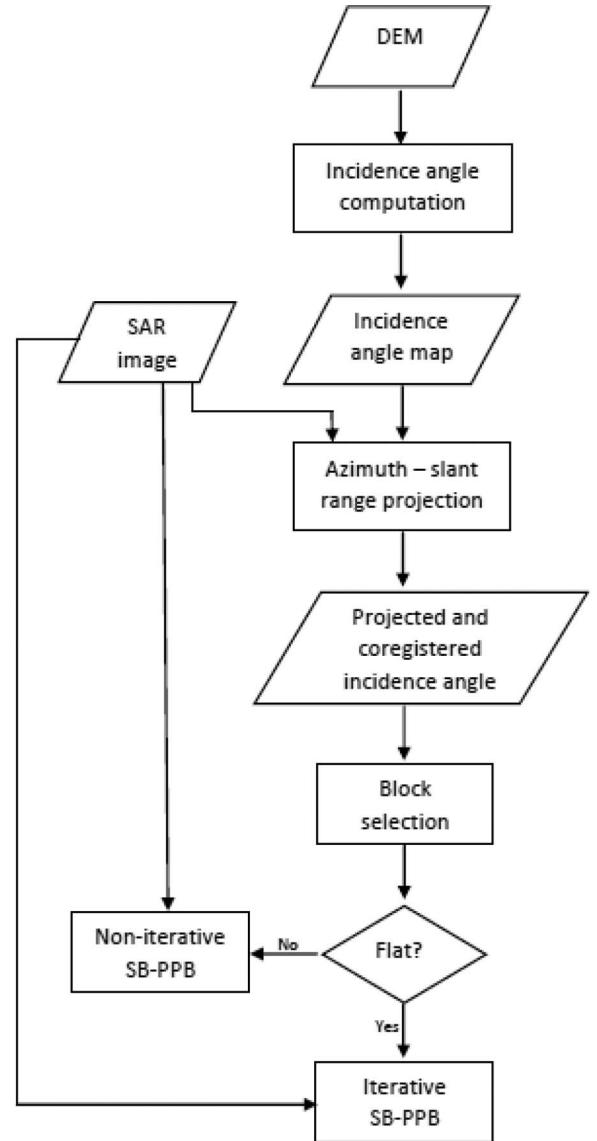 DEM
Incidence angle
computation
SAR
image
Incidence
angle map
Azimuth – slant
range projection
Projected and
coregistered
incidence angle
Block
selection
Flat?
No
Non-iterative
SB-PPB
Yes
Iterative
SB-PPB